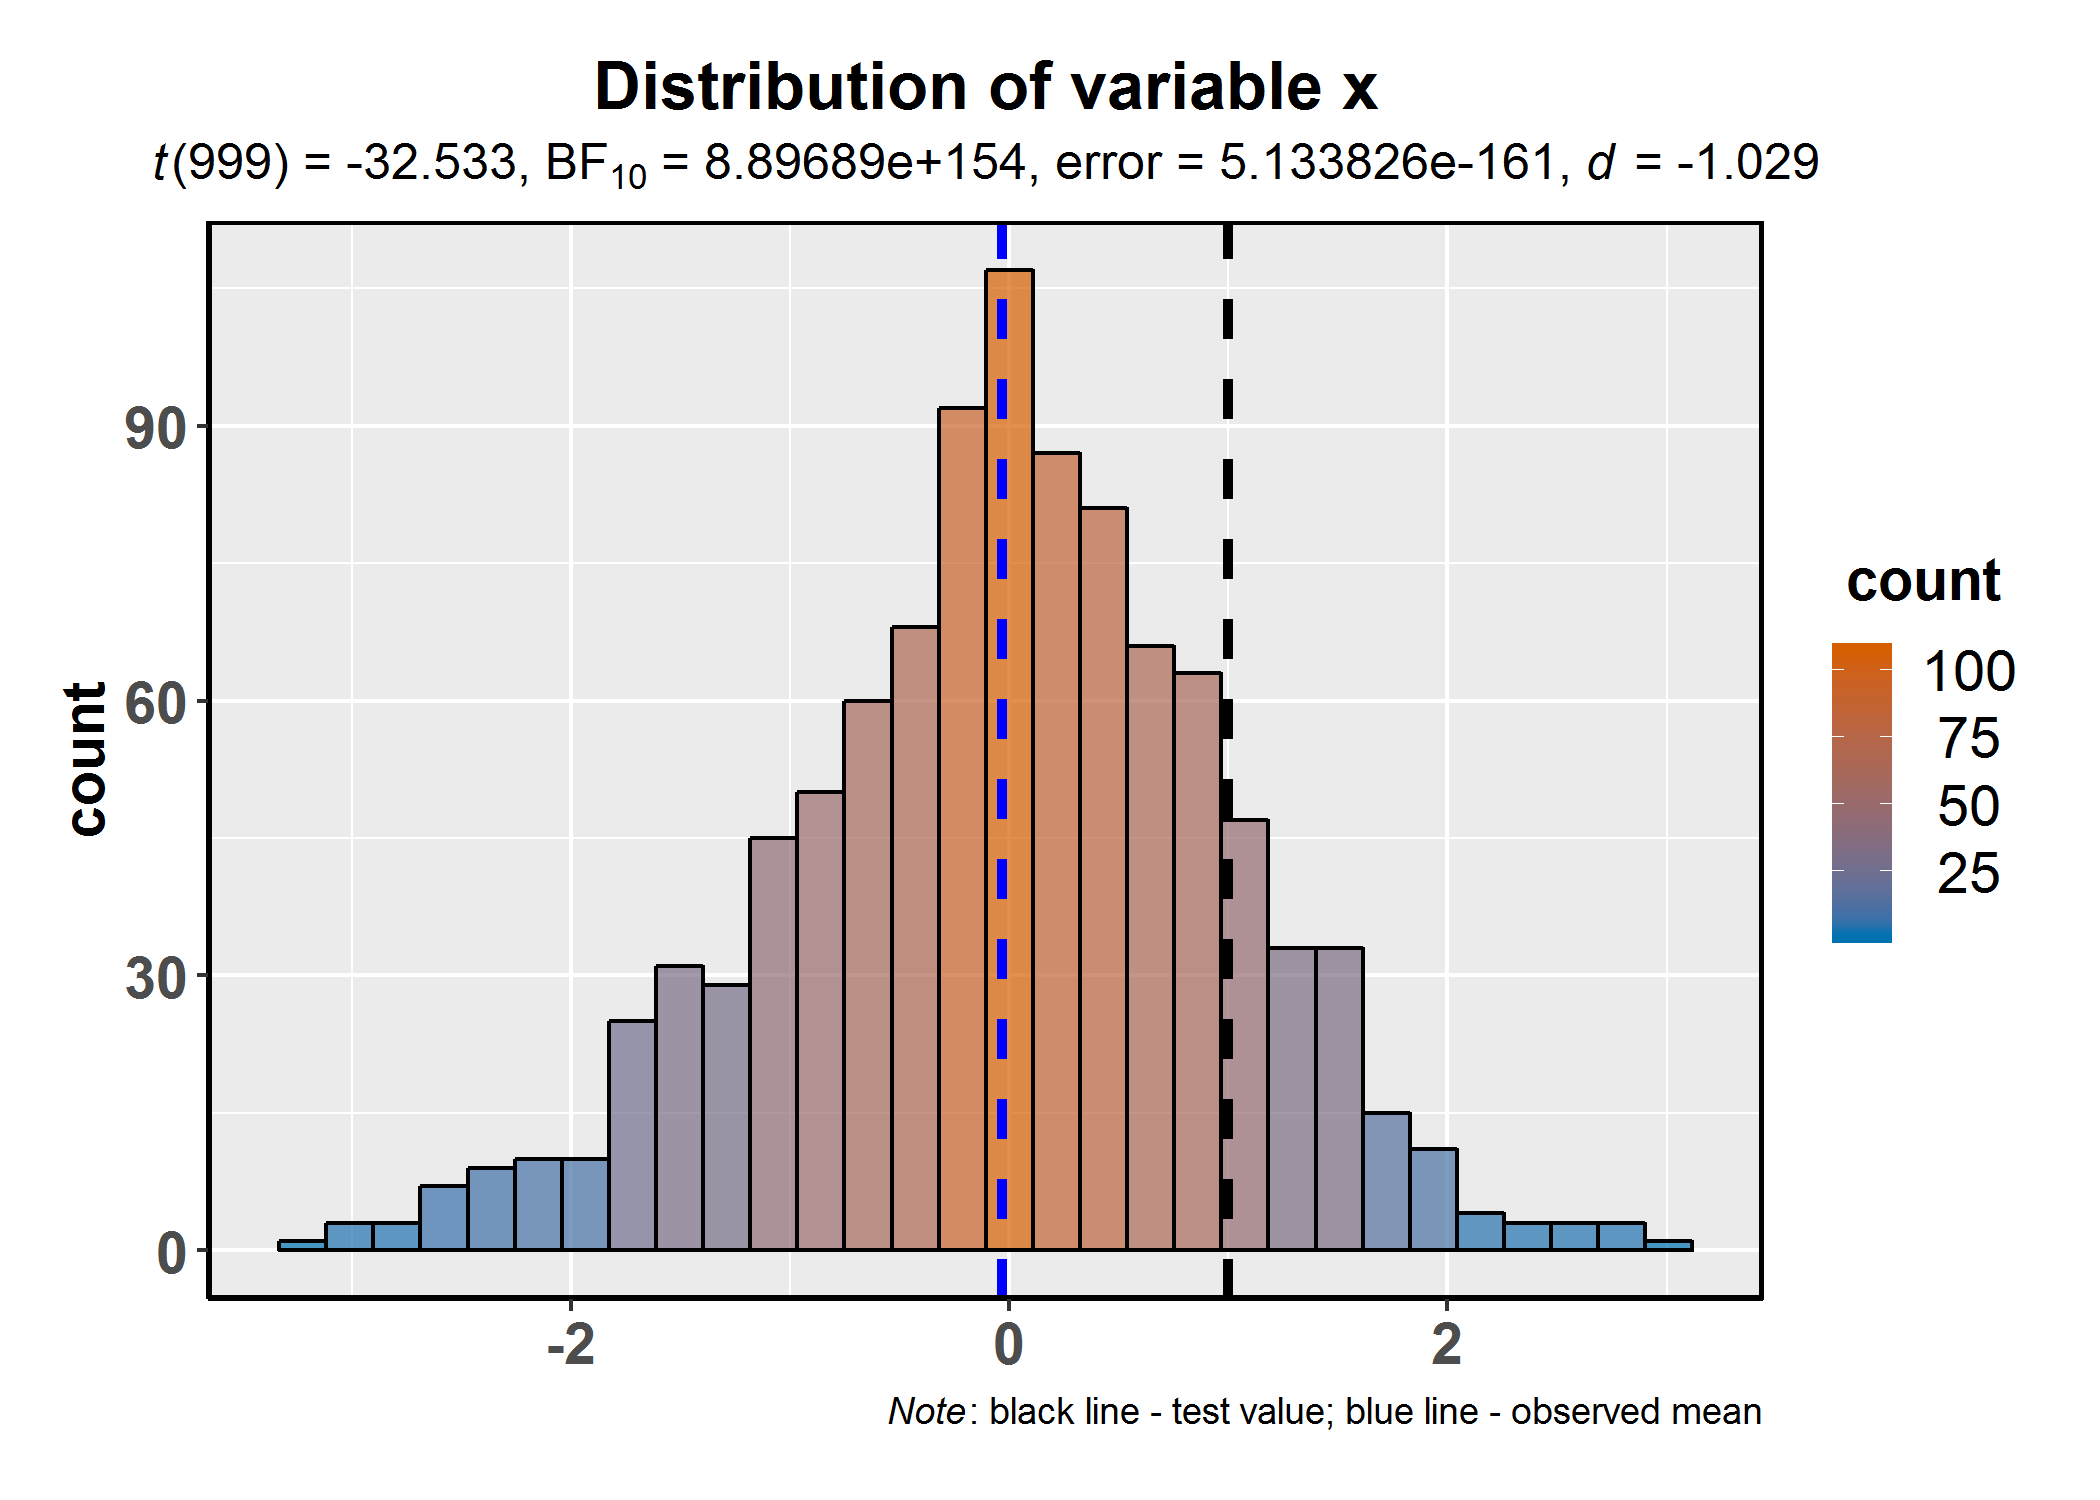 Distribution of variable x
t(999) = -32.533, BF10 = 8.89689e+154, error = 5.133826e-161, d = -1.029
count
90
60
30
0
-2 0 2
count
100
75
50
25
Note: black line - test value; blue line - observed mean